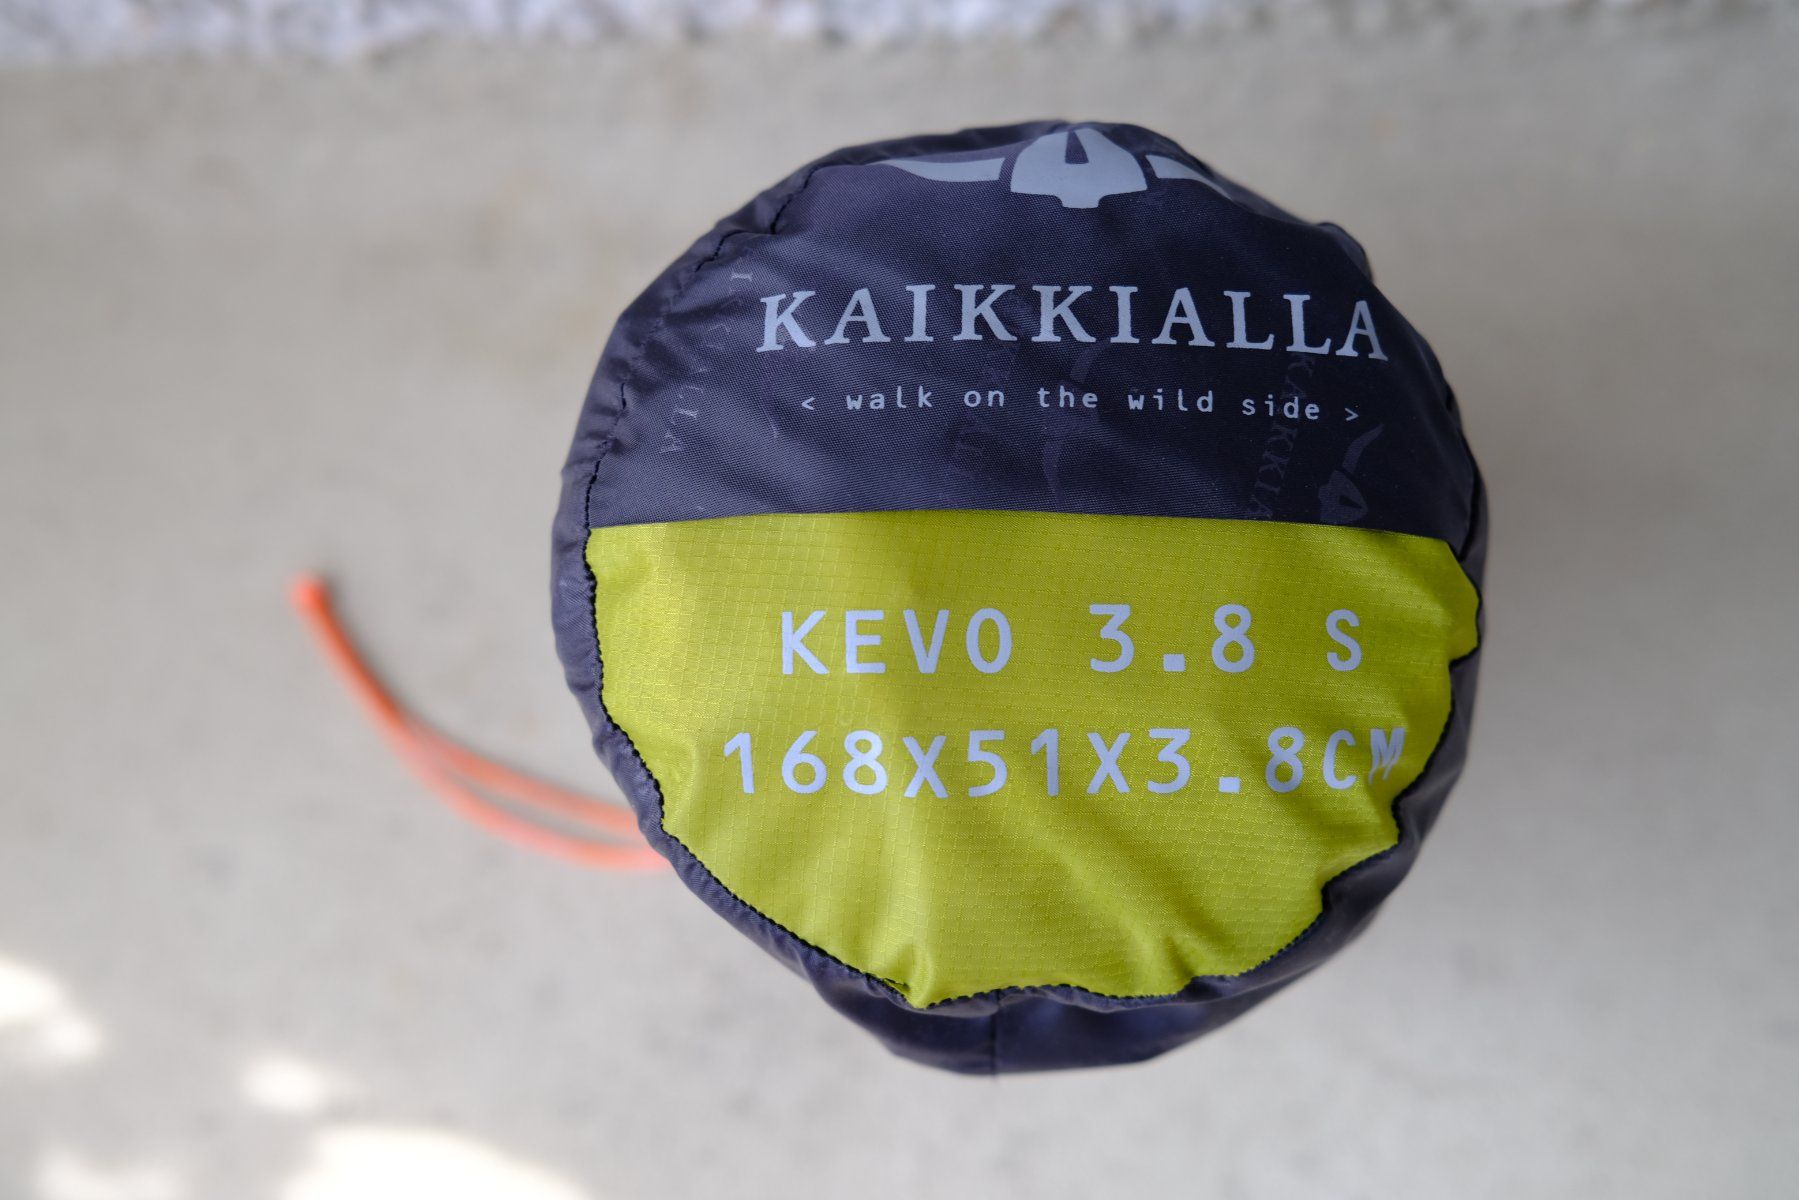 KAIKKIALLA
< walk on the wild side >
KEVO 3.8 S
168X51X3.8CM